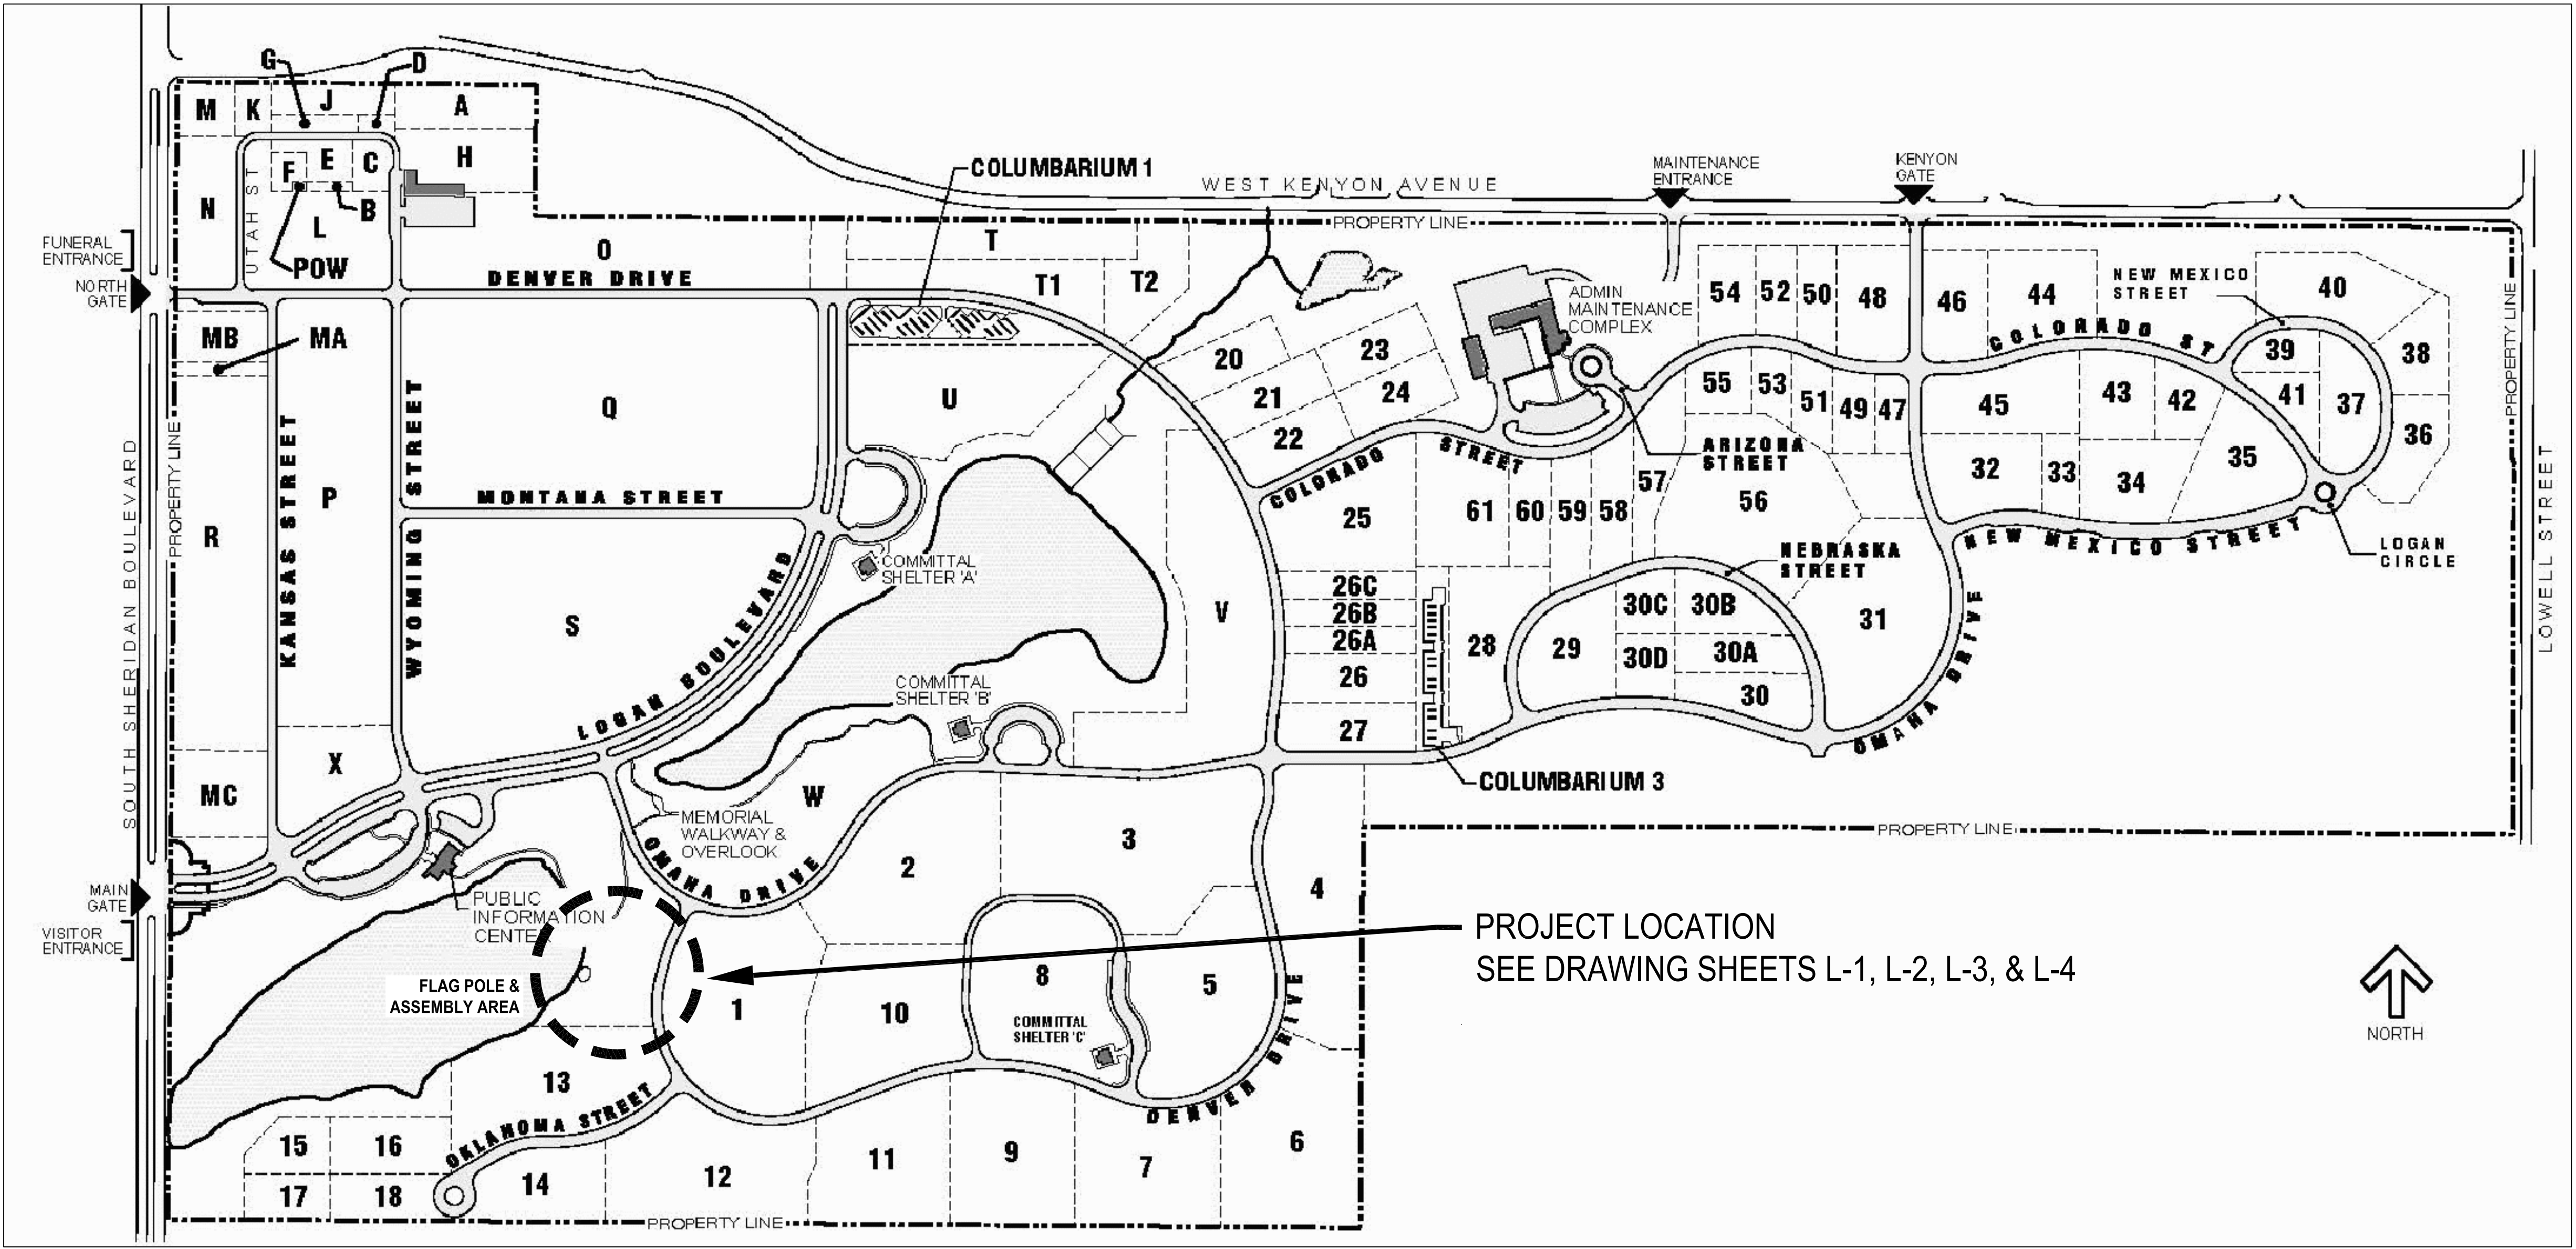 G
D
M
K
J
A
F
E
C
H
N
L
B
POW
UTAH ST
COLUMBARIUM 1
WEST KENYON AVENUE
MAINTENANCE
ENTRANCE
KENYON
GATE
PROPERTY LINE
FUNERAL
ENTRANCE
NORTH
GATE
O
DENVER DRIVE
T
T1
T2
MB
MA
KANSAS STREET
WYOMING STREET
Q
U
20
21
22
23
24
ADMIN
MAINTENANCE
COMPLEX
54
52
50
48
46
44
NEW MEXICO
STREET
40
COLORADO ST
39
38
55
53
51
49
47
45
43
42
41
37
36
ARIZONA
STREET
PROPERTY LINE
LOWELL STREET
SOUTH SHERIDAN BOULEVARD
PROPERTY LINE
R
P
MONTANA STREET
COLORADO STREET
25
61
60
59
58
57
56
32
33
34
35
NEW MEXICO STREET
LOGAN
CIRCLE
COMMITTAL
SHELTER 'A'
S
LOGAN BOULEVARD
V
26C
26B
26A
26
27
28
29
30C
30B
30D
30A
30
NEBRASKA
STREET
31
OMAHA DRIVE
COMMITTAL
SHELTER 'B'
X
MC
W
MEMORIAL
WALKWAY &
OVERLOOK
COLUMBARIUM 3
PROPERTY LINE
OMAHA DRIVE
2
3
4
MAIN
GATE
VISITOR
ENTRANCE
PUBLIC
INFORMATION
CENTER
FLAG POLE &
ASSEMBLY AREA
PROJECT LOCATION
SEE DRAWING SHEETS L-1, L-2, L-3, & L-4
1
10
8
5
COMMITTAL
SHELTER 'C'
DENVER DRIVE
NORTH
13
OKLAHOMA STREET
15
16
17
18
14
12
11
9
7
6
PROPERTY LINE